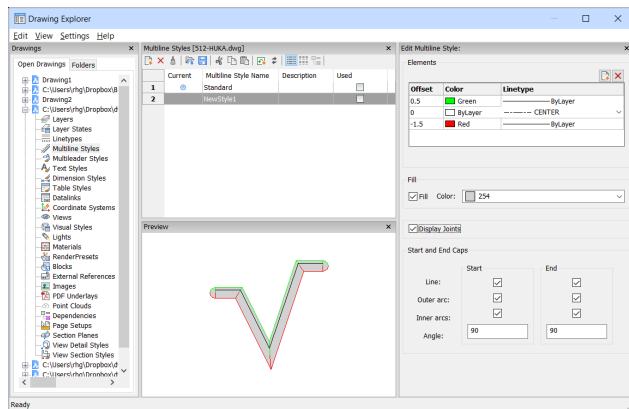 Drawing Explorer
Edit View Settings Help
Drawings
Open Drawings Folders
Drawing1
C:\Users\rhg\Dropbox\B
Drawing2
C:\Users\rhg\Dropbox\d
Layers
Layer States
Linetypes
Multiline Styles
Multileader Styles
Text Styles
Dimension Styles
Table Styles
Datalinks
Coordinate Systems
Views
Visual Styles
Lights
Materials
RenderPresets
Blocks
External References
Images
PDF Underlays
Point Clouds
Dependencies
Page Setups
Section Planes
View Detail Styles
View Section Styles
C:\Users\rhg\Dropbox\d
C:\Users\rhg\Dropbox\d
Multiline Styles [512-HUKA.dwg]
Current Multiline Style Name Description Used
1 Standard
2 NewStyle1
Preview
Edit Multiline Style:
Elements
Offset Color Linetype
0.5 Green ByLayer
0 ByLayer CENTER
-1.5 Red ByLayer
Fill
Fill Color: 254
Display Joints
Start and End Caps
Start End
Line:
Outer arc:
Inner arcs:
Angle: 90 90
Ready